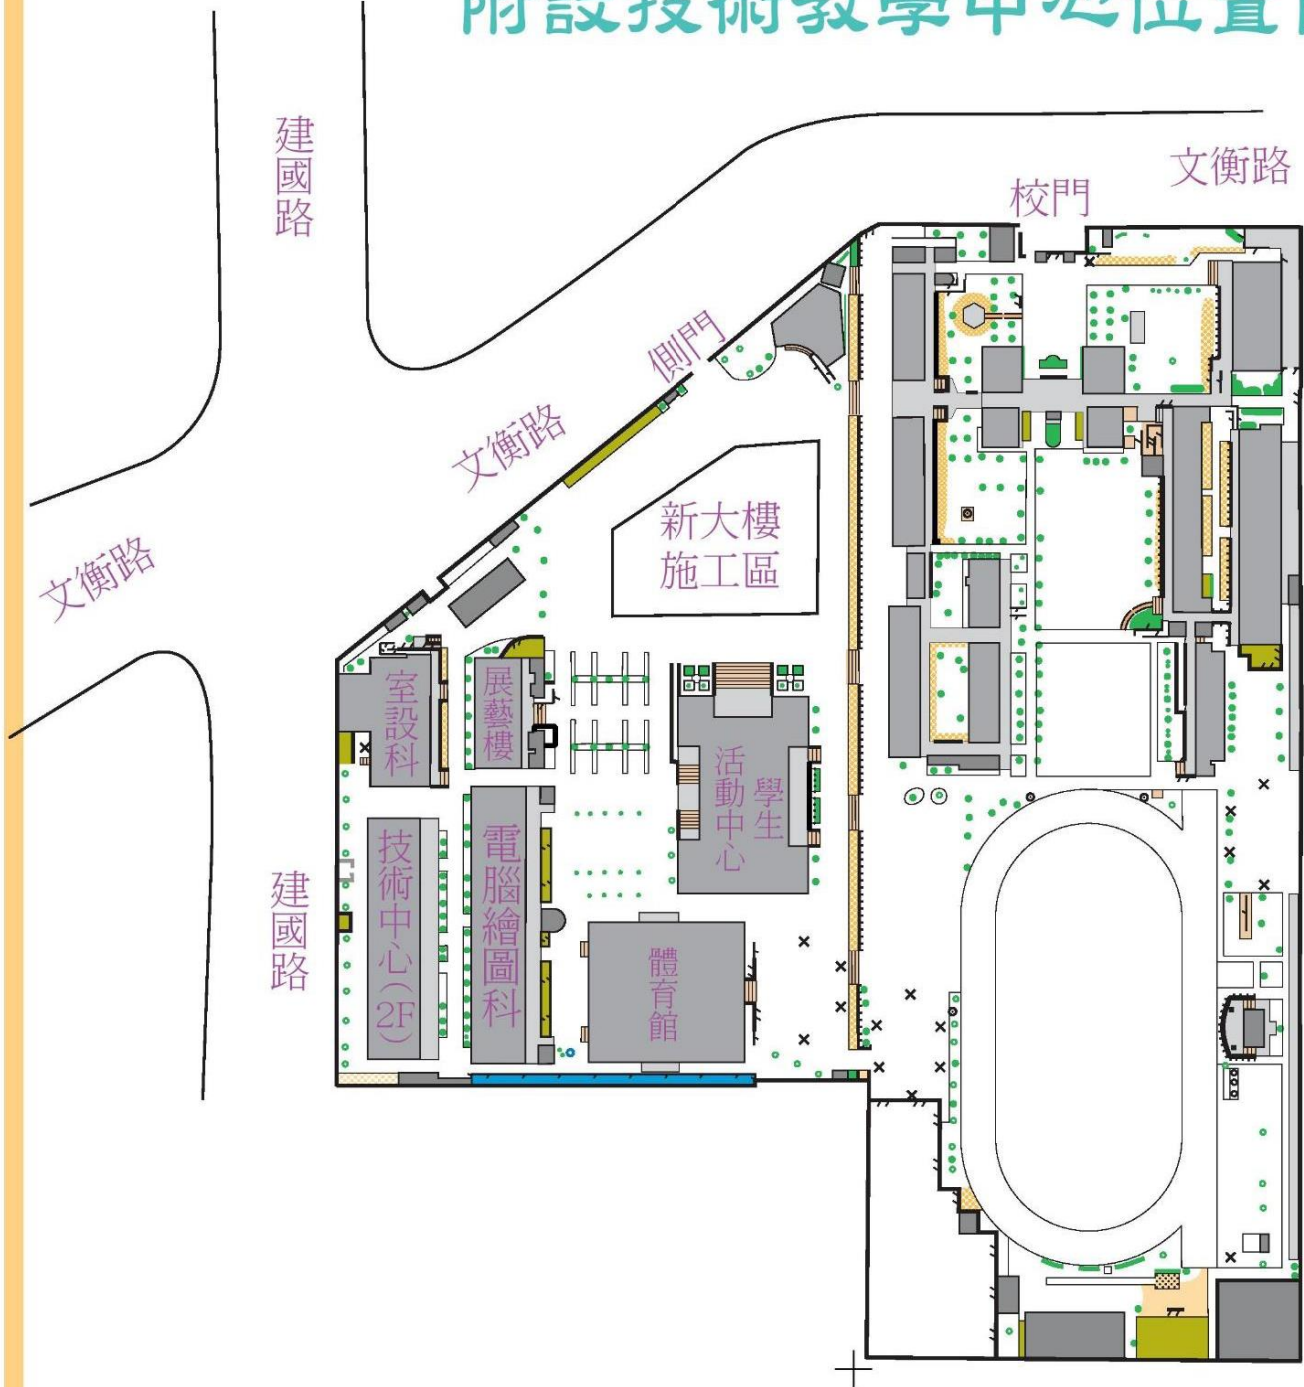 附設技術教學中心位置
建國路
文衡路
校門
側門
文衡路
新大樓
施工區
文衡路
室設科
展藝樓
學生
活動中心
技術中心(2F)
電腦繪圖科
體育館
建國路